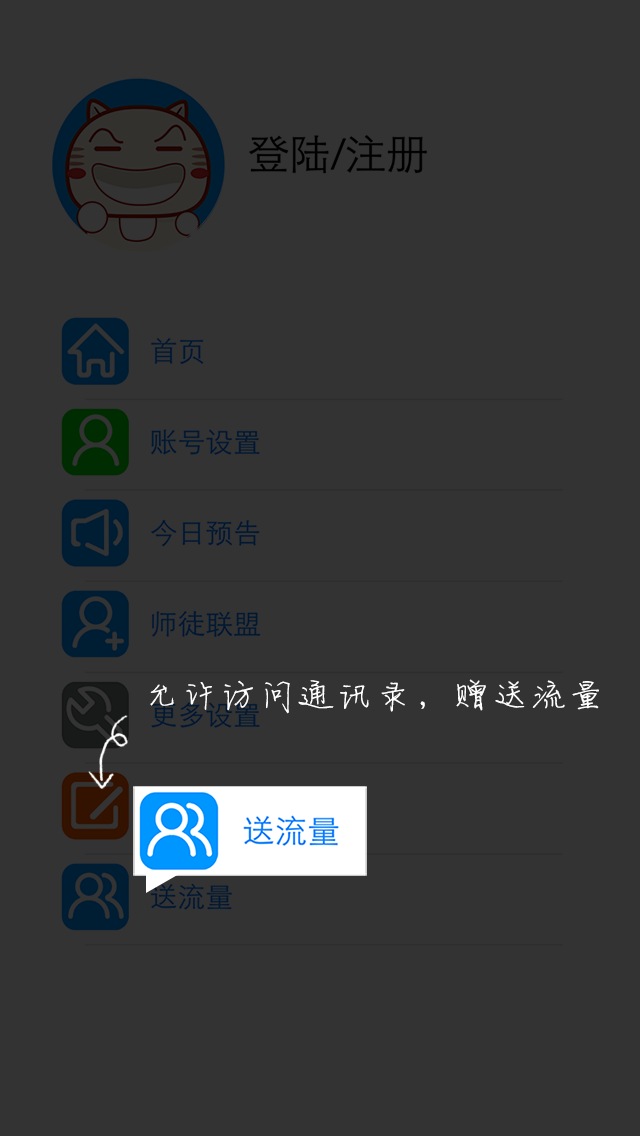 登陆/注册
首页
账号设置
今日预告
师徒联盟
允许访问通讯录，赠送流量
更多设置
送流量
送流量